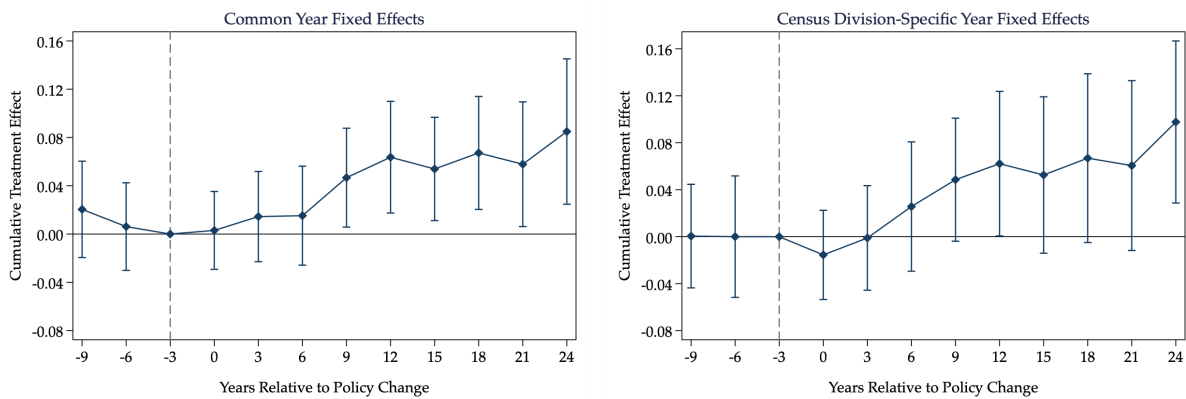 Common Year Fixed Effects
Cumulative Treatment Effect
0.16
0.12
0.08
0.04
0.00
-0.04
-0.08
-9 -6 -3 0 3 6 9 12 15 18 21 24
Years Relative to Policy Change
Census Division-Specific Year Fixed Effects
Cumulative Treatment Effect
0.16
0.12
0.08
0.04
0.00
-0.04
-0.08
-9 -6 -3 0 3 6 9 12 15 18 21 24
Years Relative to Policy Change